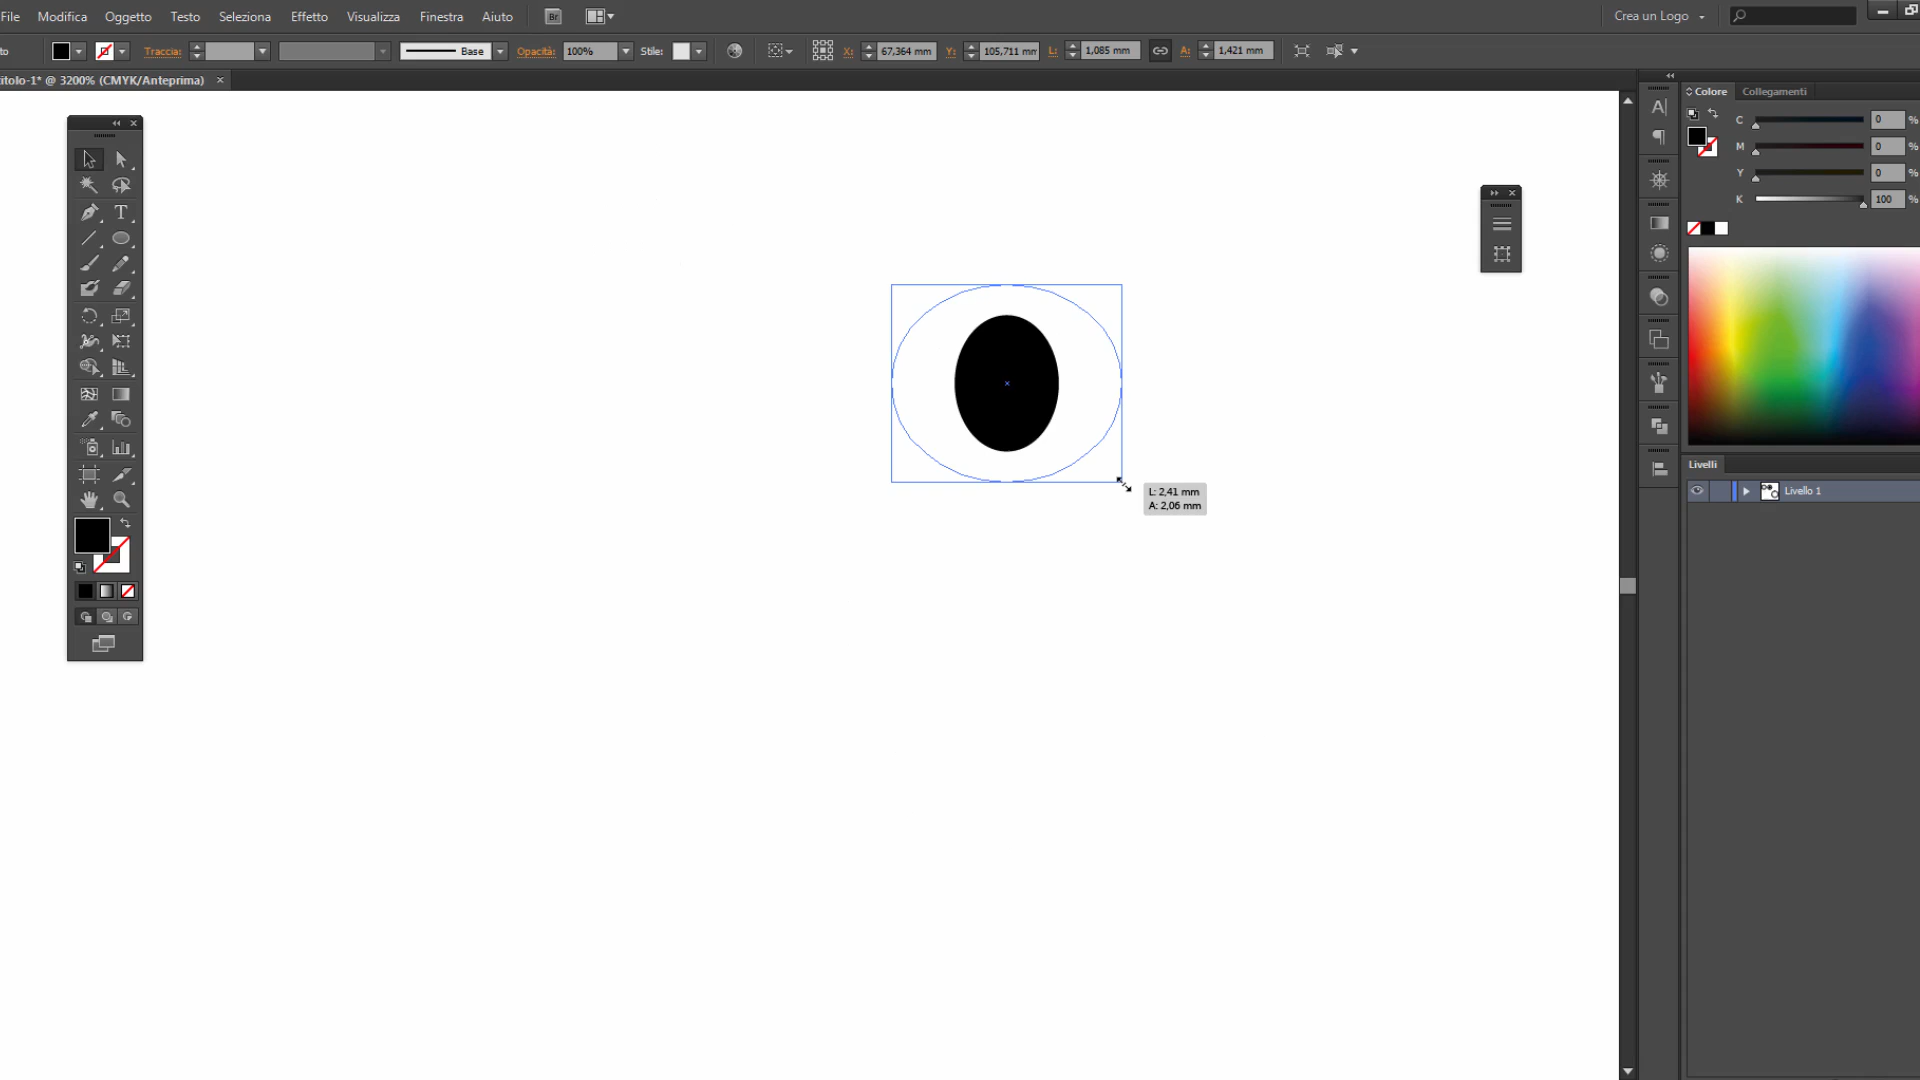 File Modifica Oggetto Testo Seleziona Effetto Visualizza Finestra Aiuto Br Crea un Logo
to Traccia: Base Opacità: 100% Stile: X: 67,364 mm Y: 105,711 mm L: 1,085 mm A: 1,421 mm
itolo-1* @ 3200% (CMYK/Anteprima) ×
Colore Collegamenti
C 0 %
M 0 %
Y 0 %
K 100 %
L: 2,41 mm
A: 2,06 mm
Livelli
Livello 1